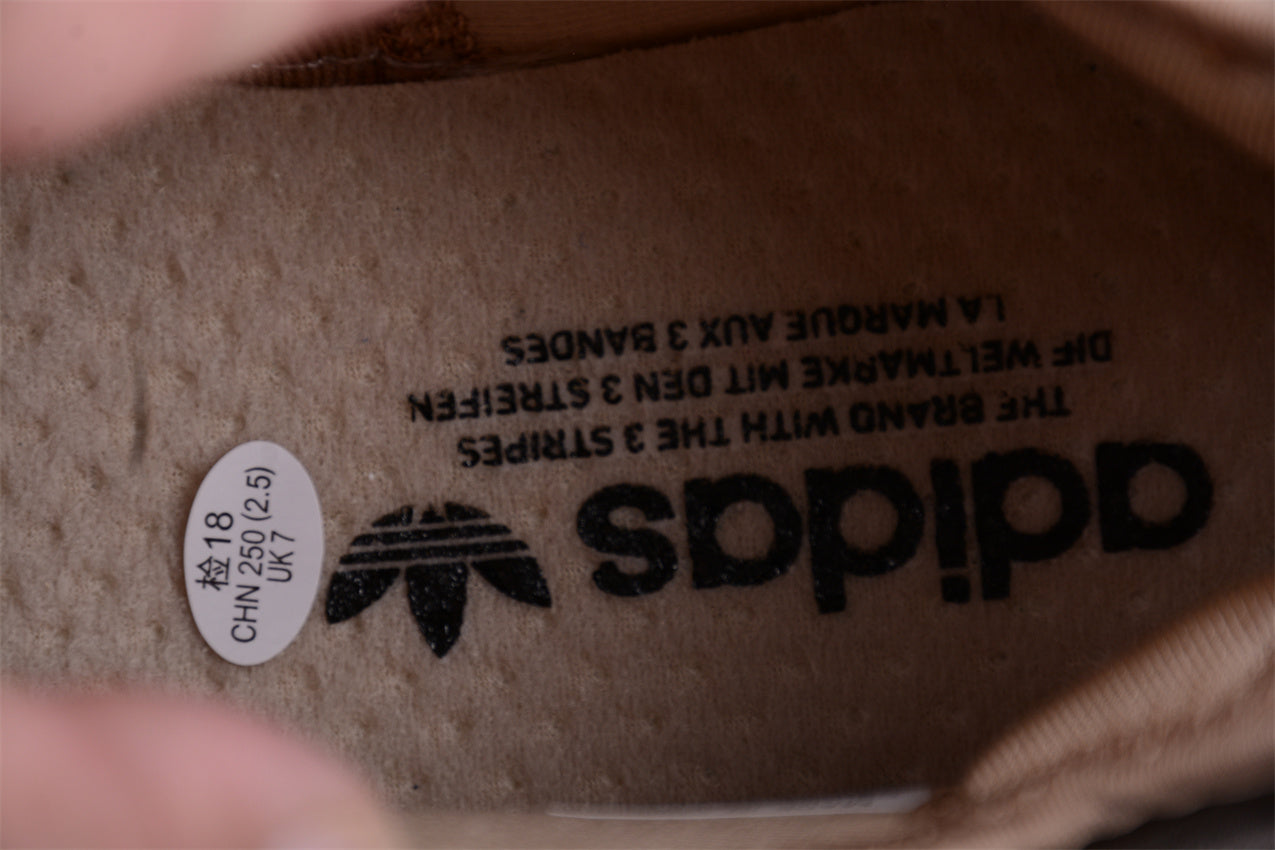 adidas
THE BRAND WITH THE 3 STRIPES
DIE WELTMARKE MIT DEN 3 STREIFEN
LA MARQUE AUX 3 BANDES
检18
CHN 250 (2.5)
UK 7